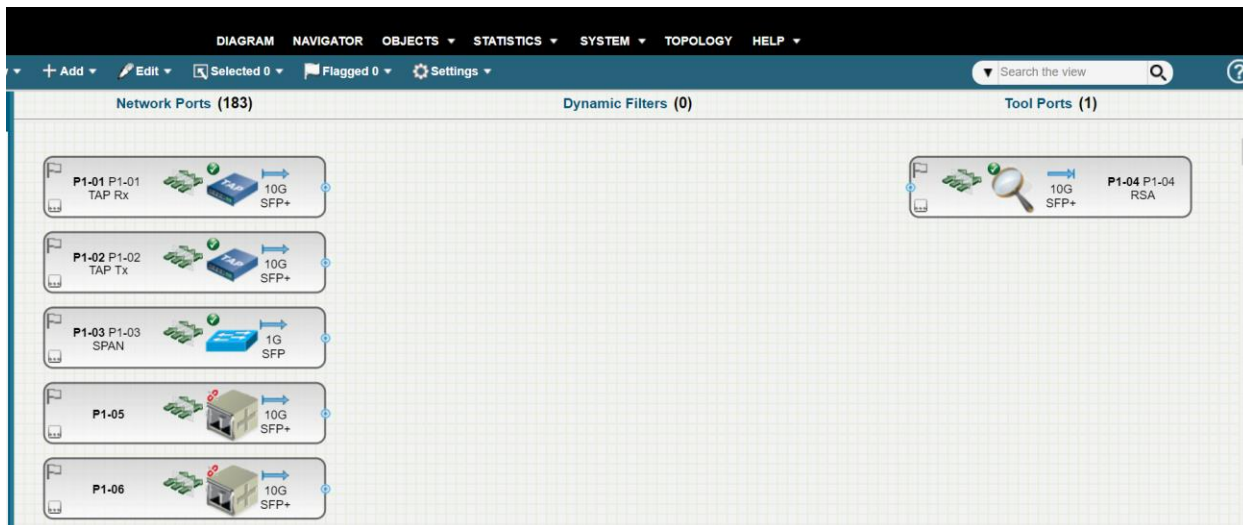 DIAGRAM NAVIGATOR OBJECTS STATISTICS SYSTEM TOPOLOGY HELP
+ Add Edit Selected 0 Flagged 0 Settings Search the view
Network Ports (183) Dynamic Filters (0) Tool Ports (1)
P1-01 P1-01
TAP Rx
TAP
10G
SFP+
P1-04 P1-04
RSA
10G
SFP+
P1-02 P1-02
TAP Tx
TAP
10G
SFP+
P1-03 P1-03
SPAN
1G
SFP
P1-05
10G
SFP+
P1-06
10G
SFP+